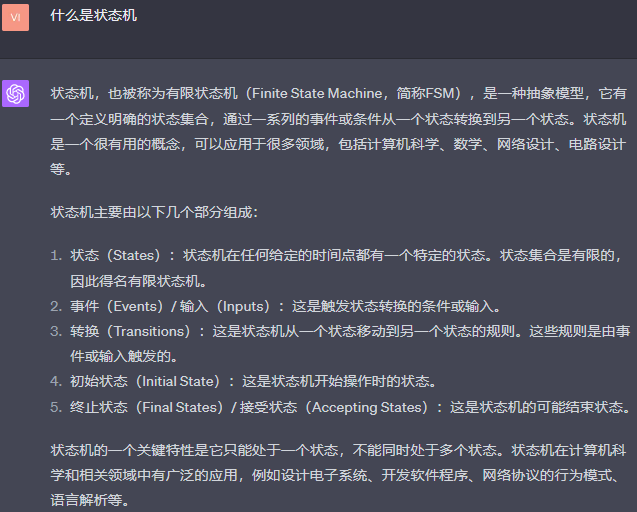 VI
什么是状态机
状态机，也被称为有限状态机（Finite State Machine，简称FSM），是一种抽象模型，它有
一个定义明确的状态集合，通过一系列的事件或条件从一个状态转换到另一个状态。状态机
是一个很有用的概念，可以应用于很多领域，包括计算机科学、数学、网络设计、电路设计
等。
状态机主要由以下几个部分组成：
1. 状态（States）：状态机在任何给定的时间点都有一个特定的状态。状态集合是有限的，
因此得名有限状态机。
2. 事件（Events）/ 输入（Inputs）：这是触发状态转换的条件或输入。
3. 转换（Transitions）：这是状态机从一个状态移动到另一个状态的规则。这些规则是由事
件或输入触发的。
4. 初始状态（Initial State）：这是状态机开始操作时的状态。
5. 终止状态（Final States）/ 接受状态（Accepting States）：这是状态机的可能结束状态。
状态机的一个关键特性是它只能处于一个状态，不能同时处于多个状态。状态机在计算机科
学和相关领域中有广泛的应用，例如设计电子系统、开发软件程序、网络协议的行为模式、
语言解析等。